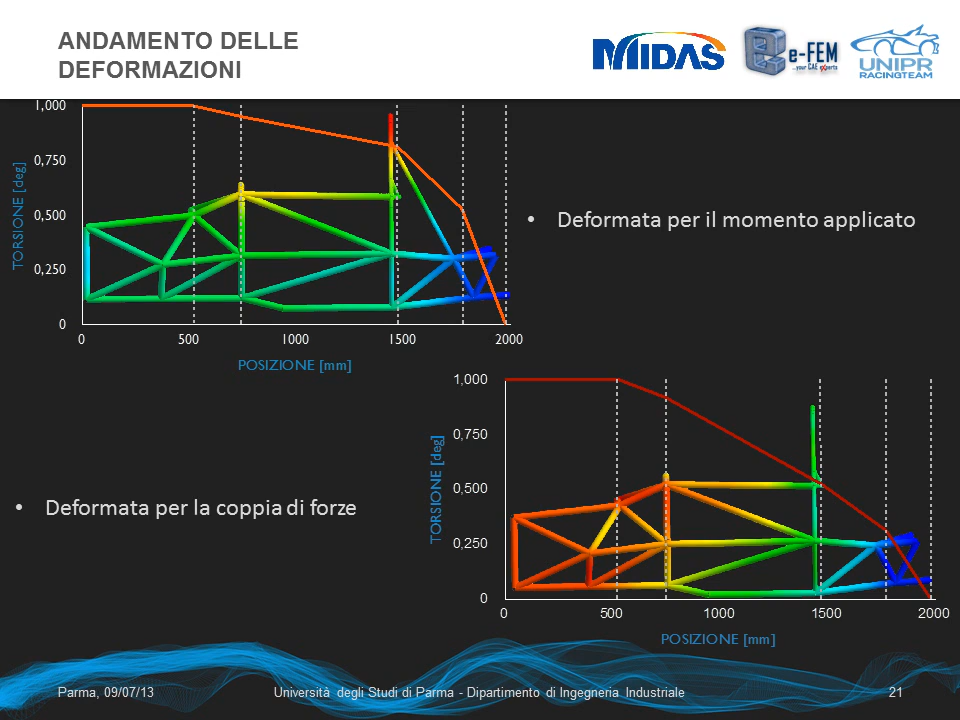 ANDAMENTO DELLE
DEFORMAZIONI
MIDAS
e-FEM
...your CAE experts
UNIPR
RACINGTEAM
1,000
0,750
0,500
0,250
0
TORSIONE [deg]
0 500 1000 1500 2000
POSIZIONE [mm]
• Deformata per il momento applicato
1,000
0,750
0,500
0,250
0
TORSIONE [deg]
0 500 1000 1500 2000
POSIZIONE [mm]
• Deformata per la coppia di forze
Parma, 09/07/13 Università degli Studi di Parma - Dipartimento di Ingegneria Industriale 21